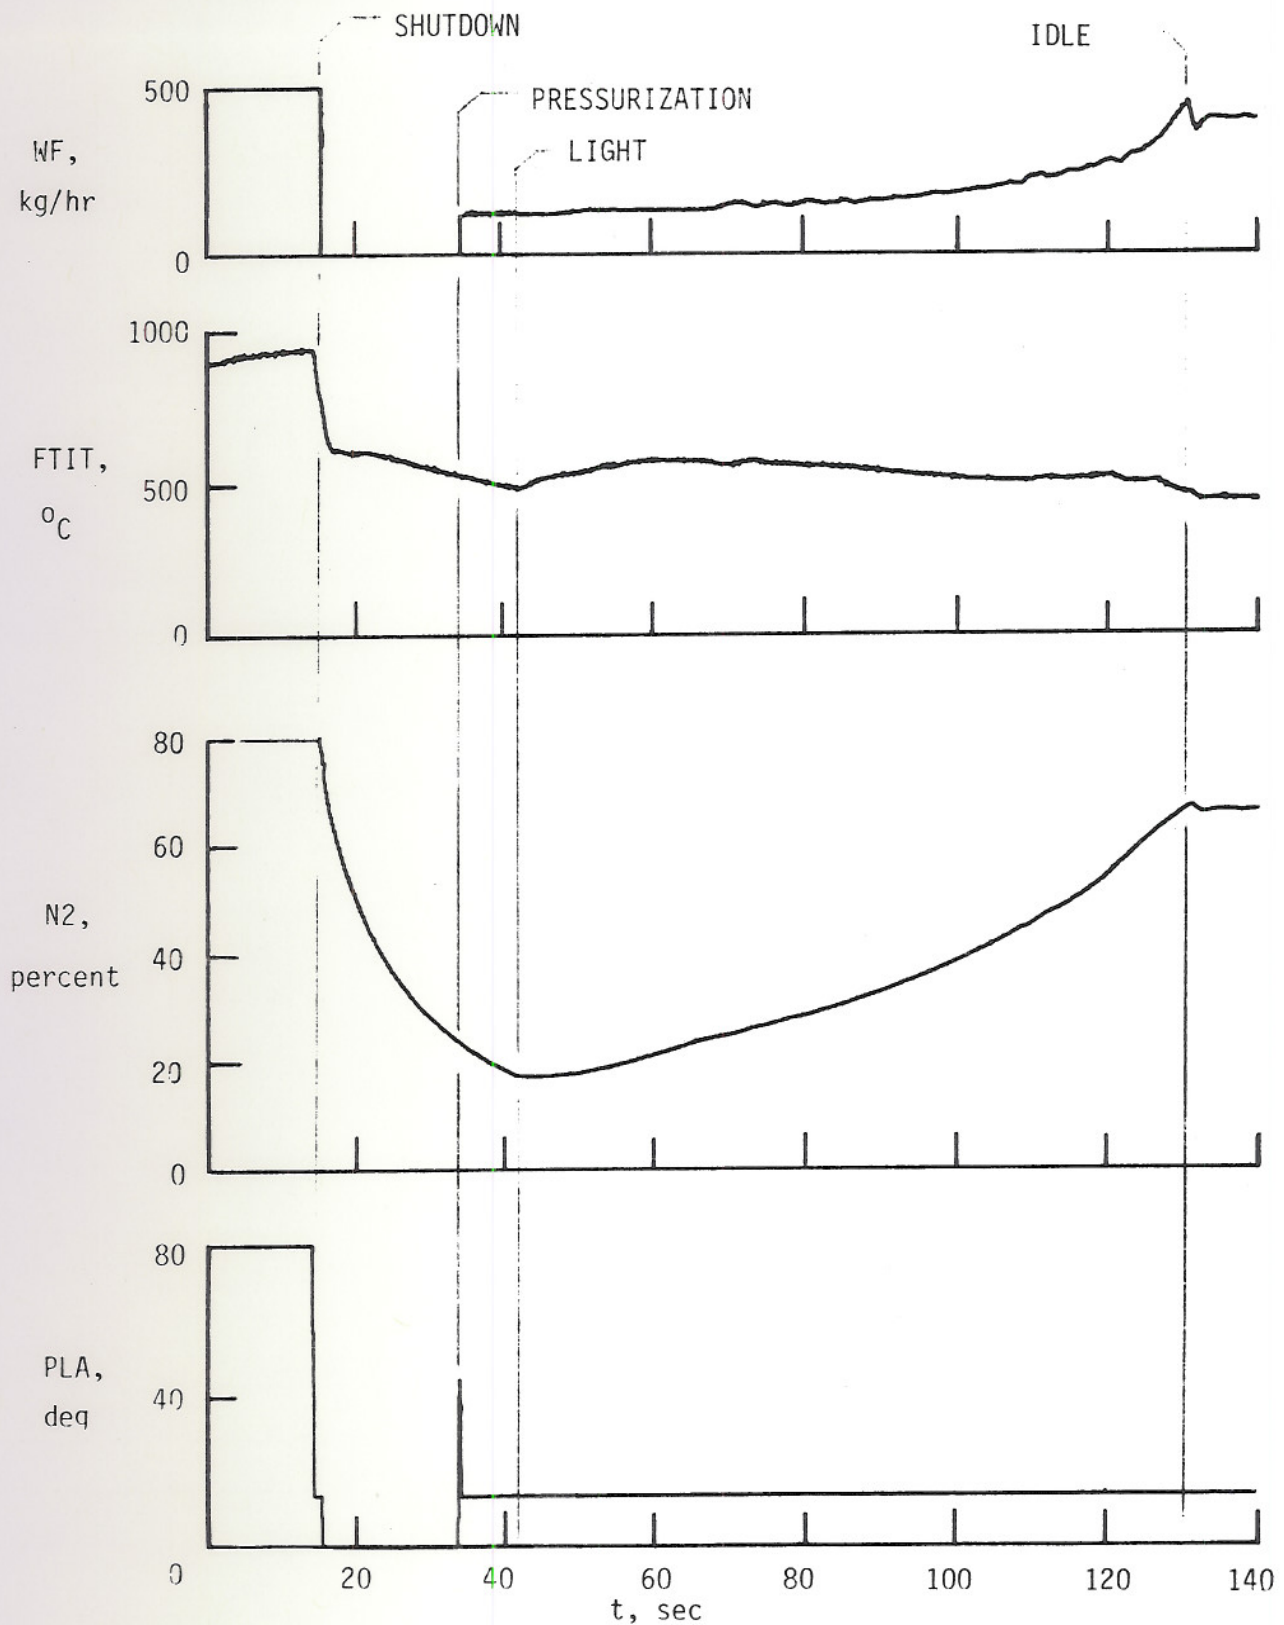 SHUTDOWN
IDLE
500
PRESSURIZATION
WF,
kg/hr
LIGHT
0
1000
FTIT,
°C
500
0
80
60
N2,
percent
40
20
0
80
PLA,
deg
40
0
20
40
60
80
100
120
140
t, sec